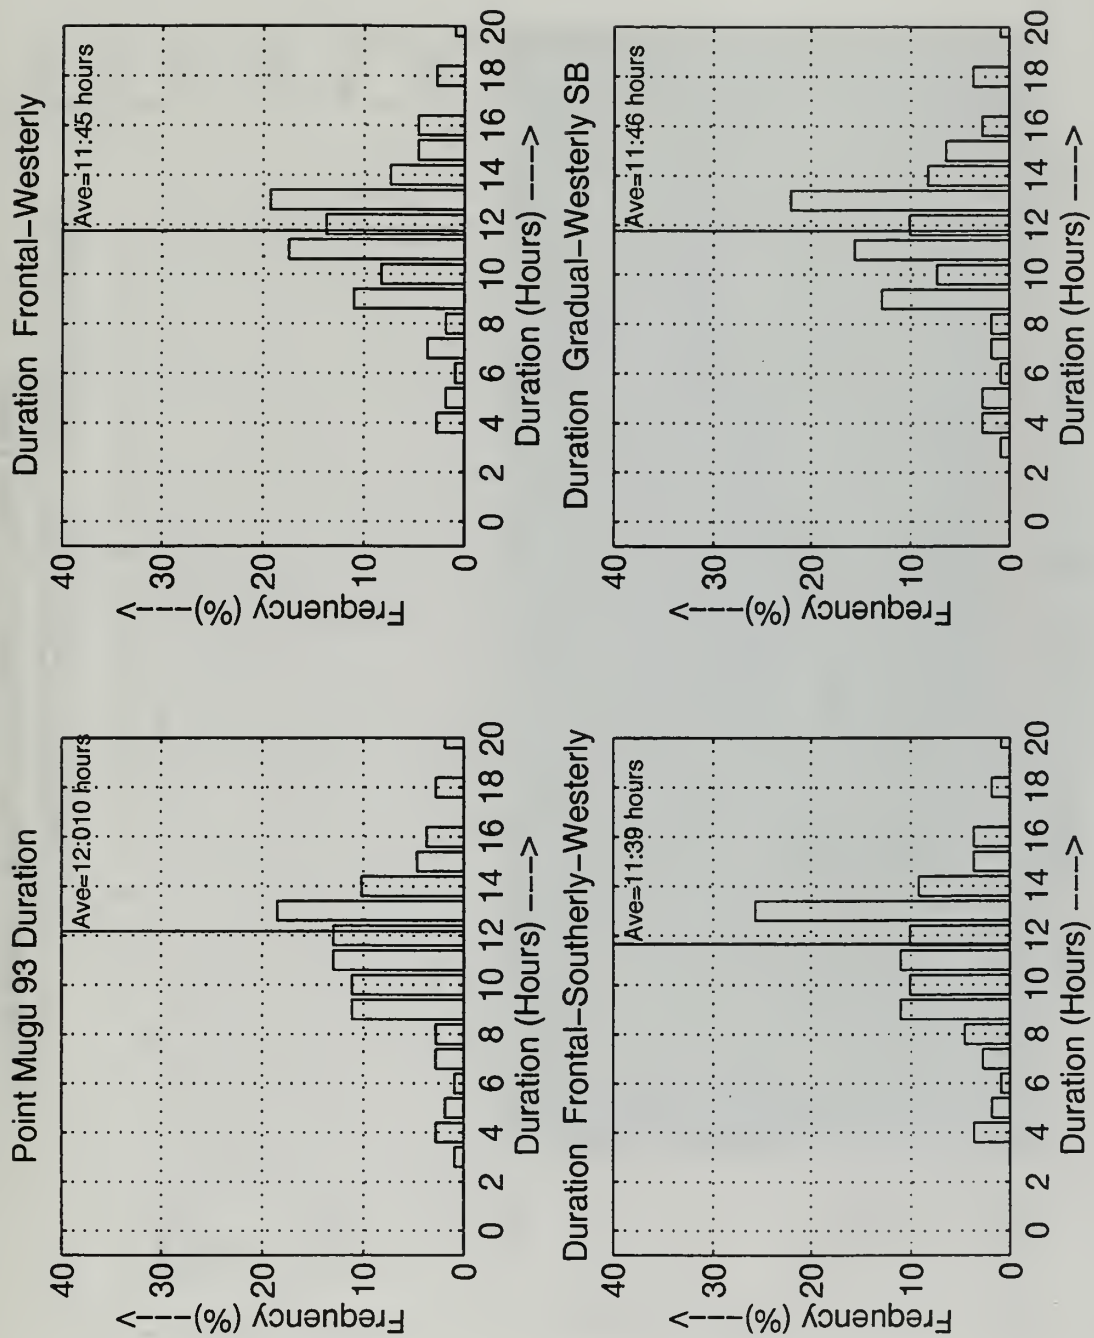 Point Mugu 93 Duration
Ave=12:010 hours
40
30
20
10
0
Frequency (%)---->
0 2 4 6 8 10 12 14 16 18 20
Duration (Hours) ---->
Duration Frontal-Westerly
Ave=11:45 hours
40
30
20
10
0
Frequency (%)---->
0 2 4 6 8 10 12 14 16 18 20
Duration (Hours) ---->
Duration Frontal-Southerly-Westerly
Ave=11:39 hours
40
30
20
10
0
Frequency (%)---->
0 2 4 6 8 10 12 14 16 18 20
Duration (Hours) ---->
Duration Gradual-Westerly SB
Ave=11:46 hours
40
30
20
10
0
Frequency (%)---->
0 2 4 6 8 10 12 14 16 18 20
Duration (Hours) ---->